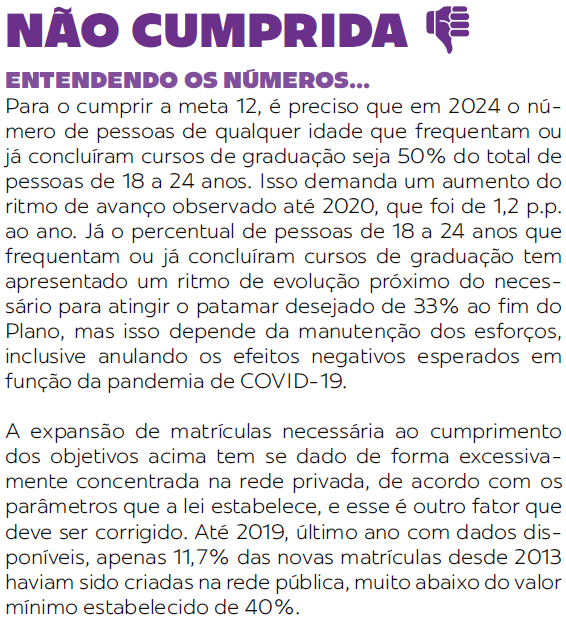 NÃO CUMPRIDA
ENTENDENDO OS NÚMEROS...
Para o cumprir a meta 12, é preciso que em 2024 o nú-
mero de pessoas de qualquer idade que frequentam ou
já concluíram cursos de graduação seja 50% do total de
pessoas de 18 a 24 anos. Isso demanda um aumento do
ritmo de avanço observado até 2020, que foi de 1,2 p.p.
ao ano. Já o percentual de pessoas de 18 a 24 anos que
frequentam ou já concluíram cursos de graduação tem
apresentado um ritmo de evolução próximo do neces-
sário para atingir o patamar desejado de 33% ao fim do
Plano, mas isso depende da manutenção dos esforços,
inclusive anulando os efeitos negativos esperados em
função da pandemia de COVID-19.

A expansão de matrículas necessária ao cumprimento
dos objetivos acima tem se dado de forma excessiva-
mente concentrada na rede privada, de acordo com os
parâmetros que a lei estabelece, e esse é outro fator que
deve ser corrigido. Até 2019, último ano com dados dis-
poníveis, apenas 11,7% das novas matrículas desde 2013
haviam sido criadas na rede pública, muito abaixo do valor
mínimo estabelecido de 40%.